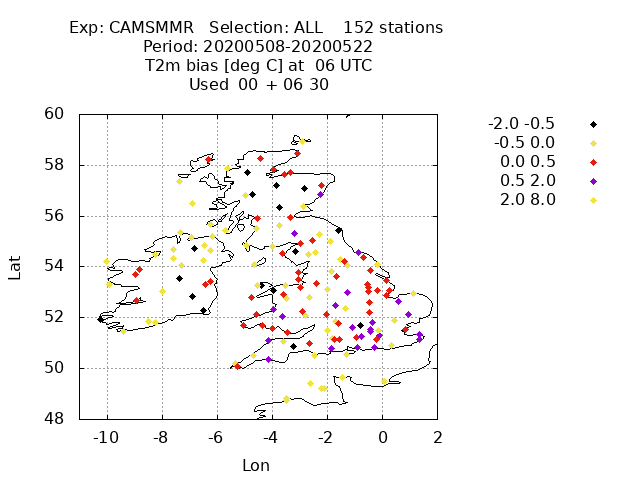 Exp: CAMSMMR   Selection: ALL    152 stations
Period: 20200508-20200522
T2m bias [deg C] at  06 UTC
Used  00 + 06 30
-2.0 -0.5
-0.5 0.0
0.0 0.5
0.5 2.0
2.0 8.0
60
58
56
54
52
50
48
Lat
-10 -8 -6 -4 -2 0 2
Lon